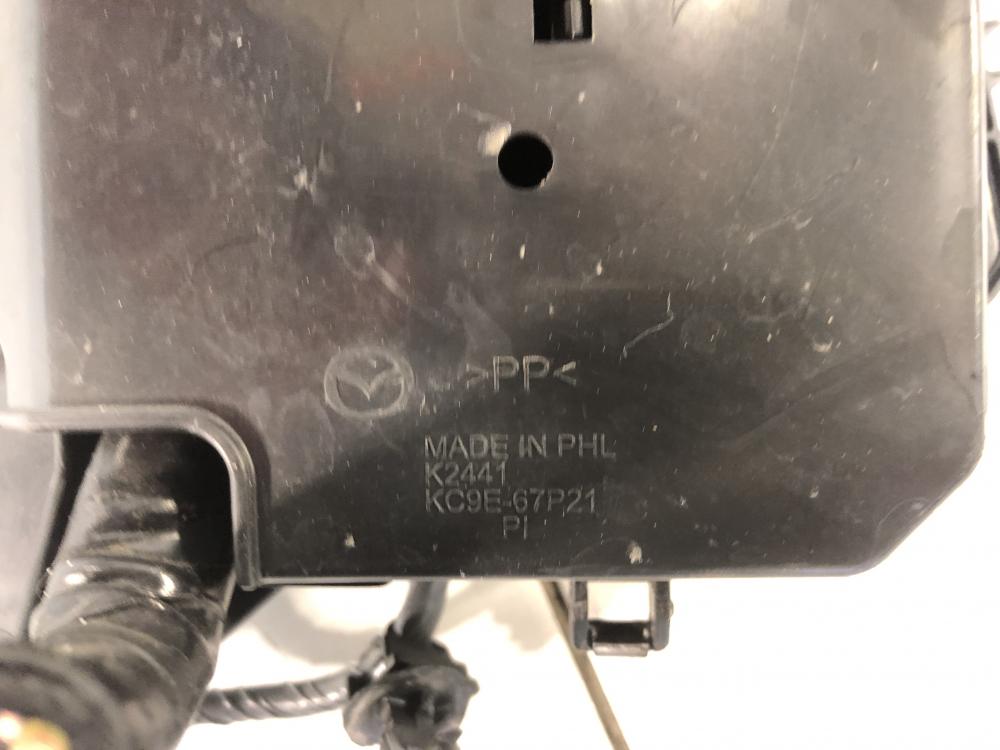 >PP<
MADE IN PHL
K2441
KC9E-67P21
PI